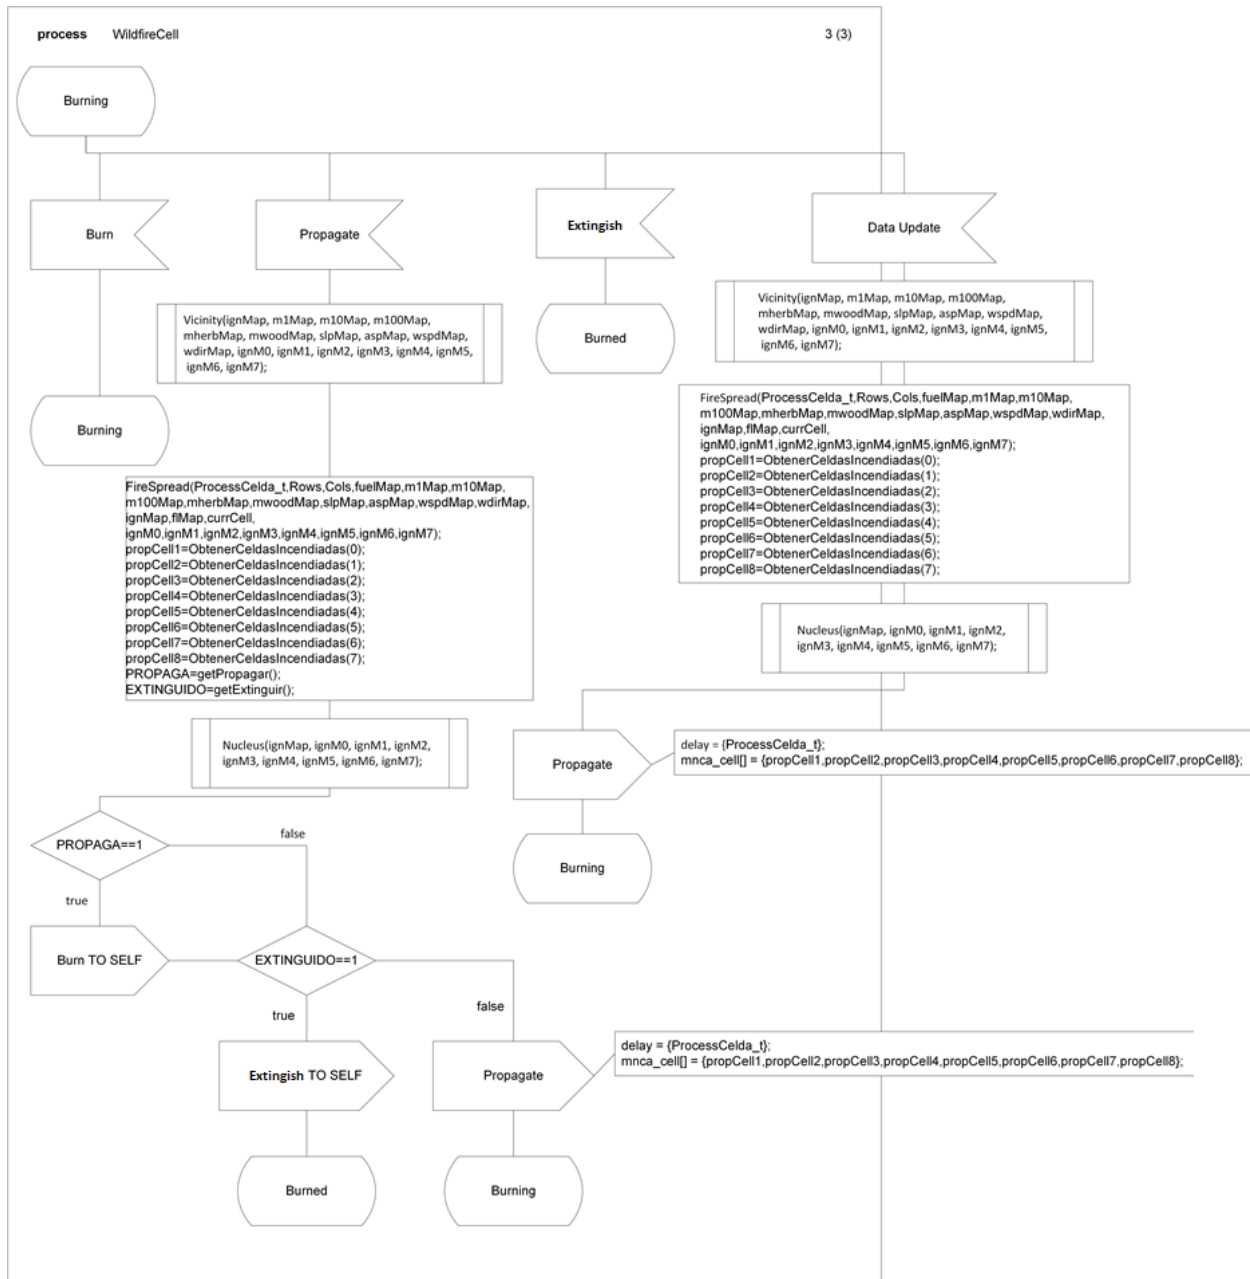 process WildfireCell 3 (3)
Burning
Burn
Propagate
Extingish
Data Update
Burning
Vicinity(ignMap, m1Map, m10Map, m100Map,
mherbMap, mwoodMap, slpMap, aspMap, wspdMap,
wdirMap, ignM0, ignM1, ignM2, ignM3, ignM4, ignM5,
ignM6, ignM7);
FireSpread(ProcessCelda_t,Rows,Cols,fuelMap,m1Map,m10Map,
m100Map,mherbMap,mwoodMap,slpMap,aspMap,wspdMap,wdirMap,
ignMap,flMap,currCell,
ignM0,ignM1,ignM2,ignM3,ignM4,ignM5,ignM6,ignM7);
propCell1=ObtenerCeldasIncendiadas(0);
propCell2=ObtenerCeldasIncendiadas(1);
propCell3=ObtenerCeldasIncendiadas(2);
propCell4=ObtenerCeldasIncendiadas(3);
propCell5=ObtenerCeldasIncendiadas(4);
propCell6=ObtenerCeldasIncendiadas(5);
propCell7=ObtenerCeldasIncendiadas(6);
propCell8=ObtenerCeldasIncendiadas(7);
PROPAGA=getPropagar();
EXTINGUIDO=getExtinguir();
Nucleus(ignMap, ignM0, ignM1, ignM2,
ignM3, ignM4, ignM5, ignM6, ignM7);
PROPAGA==1
false
true
Burn TO SELF
EXTINGUIDO==1
true
false
Extingish TO SELF
Propagate
delay = {ProcessCelda_t};
mnca_cell[] = {propCell1,propCell2,propCell3,propCell4,propCell5,propCell6,propCell7,propCell8};
Burned
Burning
Burned
Vicinity(ignMap, m1Map, m10Map, m100Map,
mherbMap, mwoodMap, slpMap, aspMap, wspdMap,
wdirMap, ignM0, ignM1, ignM2, ignM3, ignM4, ignM5,
ignM6, ignM7);
FireSpread(ProcessCelda_t,Rows,Cols,fuelMap,m1Map,m10Map,
m100Map,mherbMap,mwoodMap,slpMap,aspMap,wspdMap,wdirMap,
ignMap,flMap,currCell,
ignM0,ignM1,ignM2,ignM3,ignM4,ignM5,ignM6,ignM7);
propCell1=ObtenerCeldasIncendiadas(0);
propCell2=ObtenerCeldasIncendiadas(1);
propCell3=ObtenerCeldasIncendiadas(2);
propCell4=ObtenerCeldasIncendiadas(3);
propCell5=ObtenerCeldasIncendiadas(4);
propCell6=ObtenerCeldasIncendiadas(5);
propCell7=ObtenerCeldasIncendiadas(6);
propCell8=ObtenerCeldasIncendiadas(7);
Nucleus(ignMap, ignM0, ignM1, ignM2,
ignM3, ignM4, ignM5, ignM6, ignM7);
Propagate
delay = {ProcessCelda_t};
mnca_cell[] = {propCell1,propCell2,propCell3,propCell4,propCell5,propCell6,propCell7,propCell8};
Burning